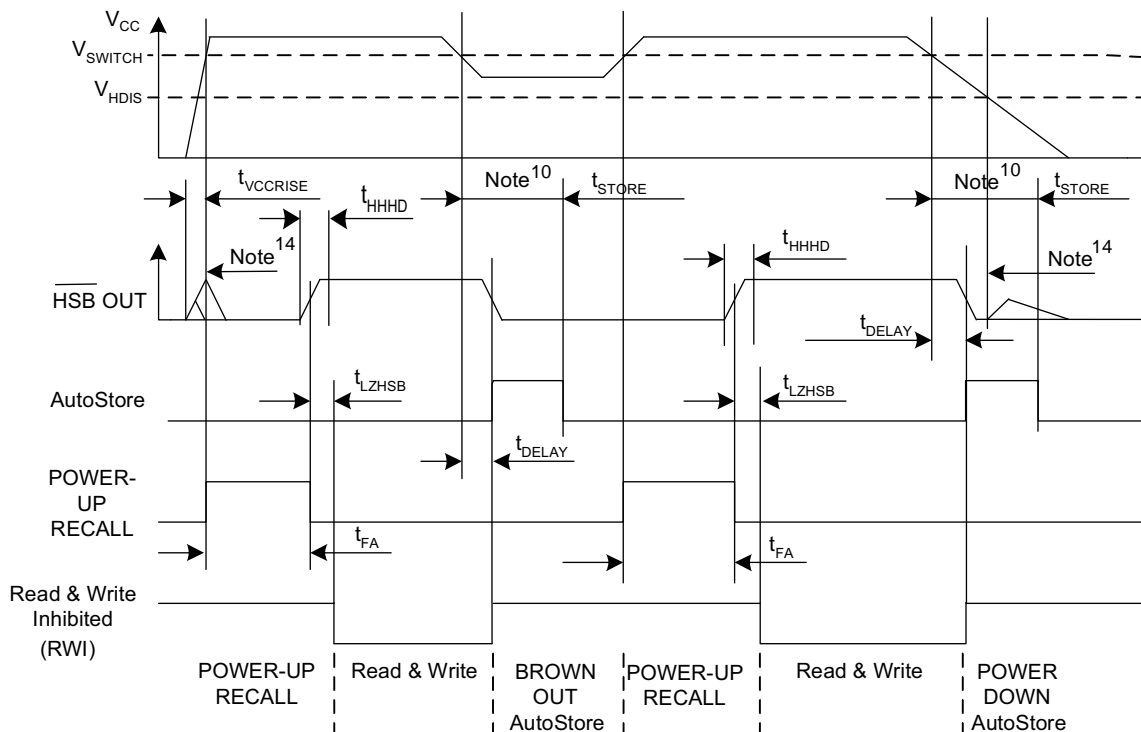 VCC
VSWITCH
VHDIS
tVCCRISE
tHHHD
Note10
tSTORE
Note10
tSTORE
Note14
tHHHD
Note14
HSB OUT
tDELAY
tLZHSB
tLZHSB
AutoStore
tDELAY
POWER-
UP
RECALL
tFA
tFA
Read & Write
Inhibited
(RWI)
POWER-UP
RECALL
Read & Write
BROWN
OUT
AutoStore
POWER-UP
RECALL
Read & Write
POWER
DOWN
AutoStore